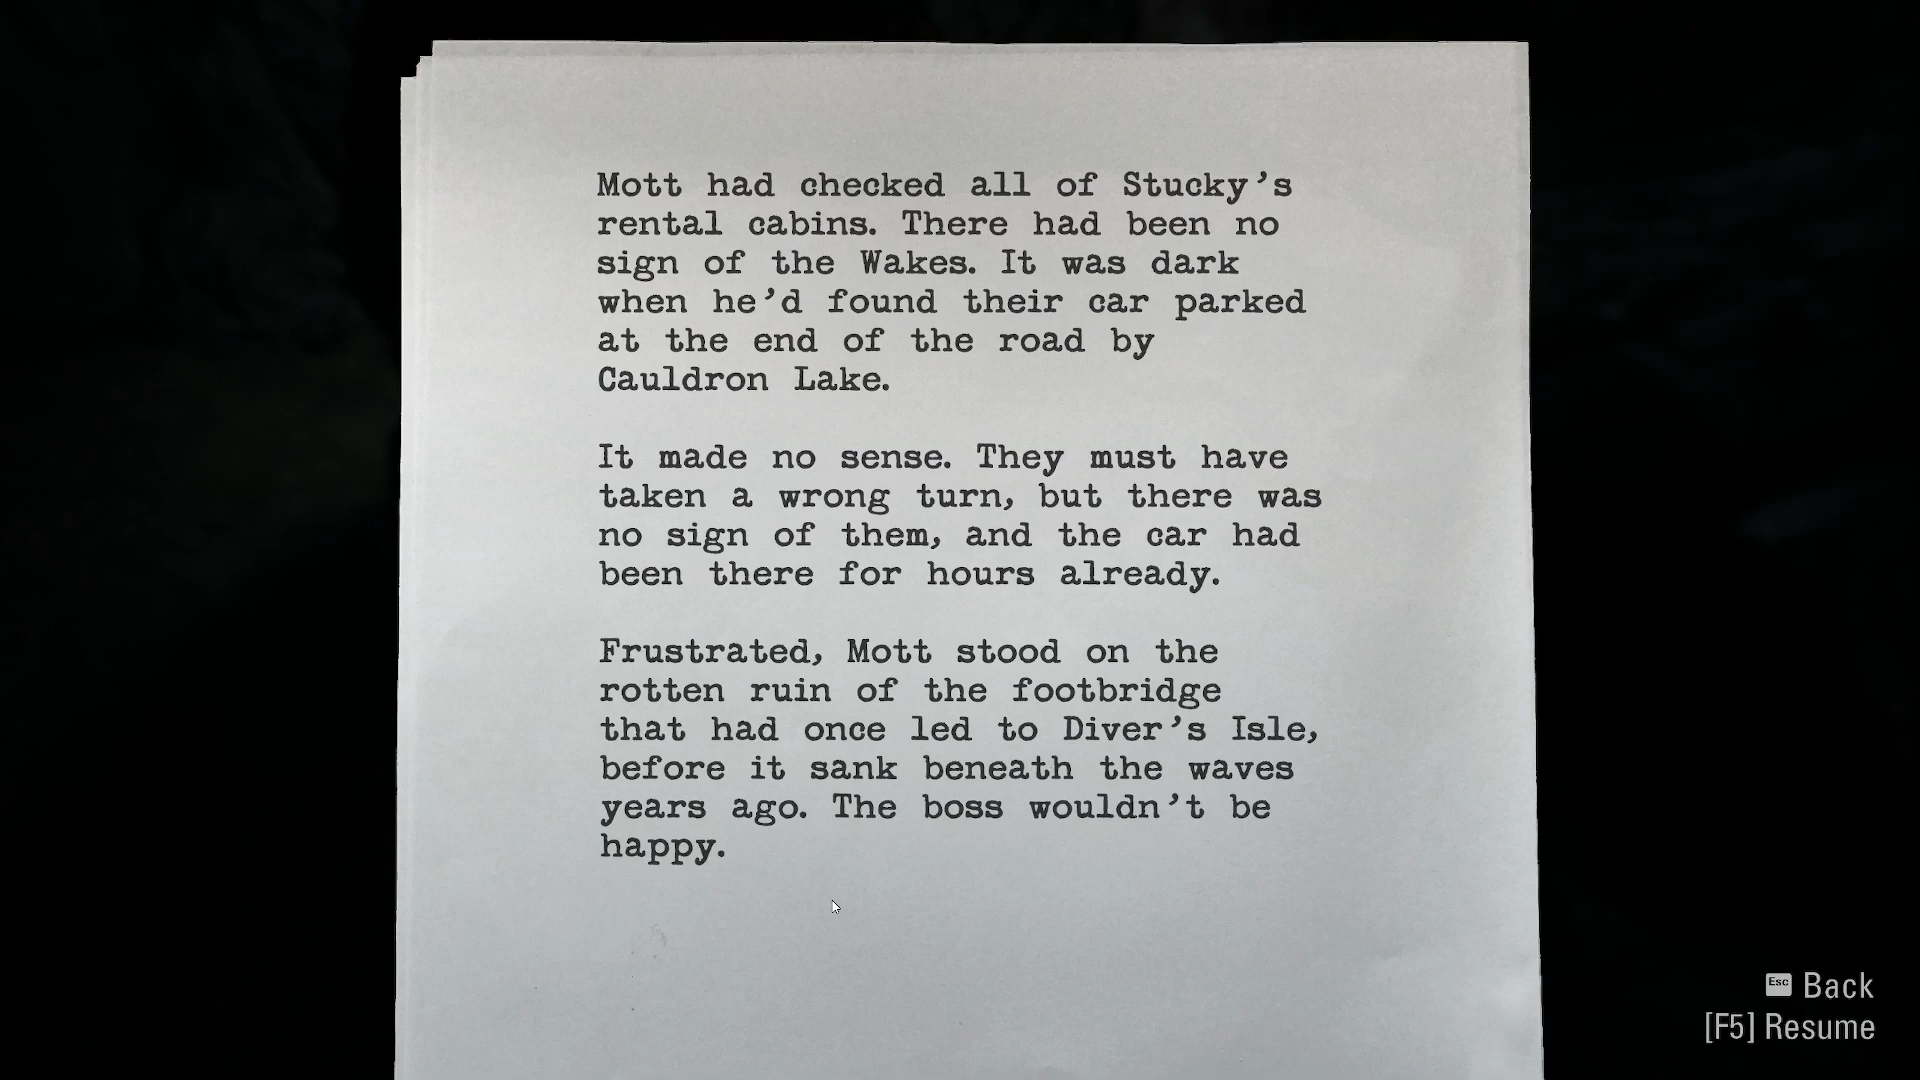 Mott had checked all of Stucky’s
rental cabins. There had been no
sign of the Wakes. It was dark
when he’d found their car parked
at the end of the road by
Cauldron Lake.
It made no sense. They must have
taken a wrong turn, but there was
no sign of them, and the car had
been there for hours already.
Frustrated, Mott stood on the
rotten ruin of the footbridge
that had once led to Diver’s Isle,
before it sank beneath the waves
years ago. The boss wouldn’t be
happy.
Esc Back
[F5] Resume